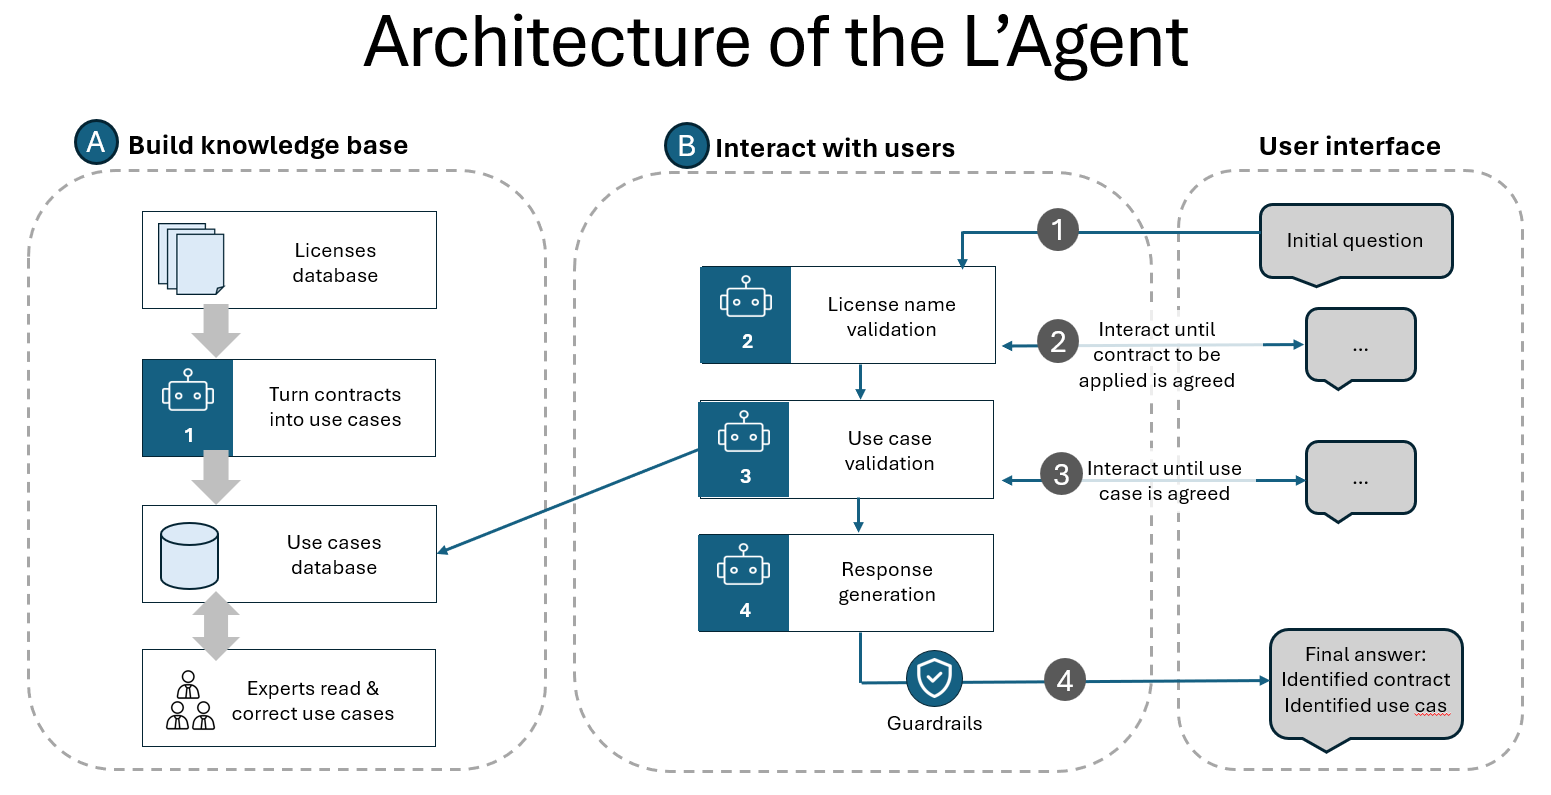 Architecture of the L’Agent
A
Build knowledge base
Licenses
database
1
Turn contracts
into use cases
Use cases
database
Experts read &
correct use cases
B
Interact with users
2
License name
validation
3
Use case
validation
4
Response
generation
Guardrails
1
2
Interact until
contract to be
applied is agreed
3
Interact until use
case is agreed
4
User interface
Initial question
...
...
Final answer:
Identified contract
Identified use cas